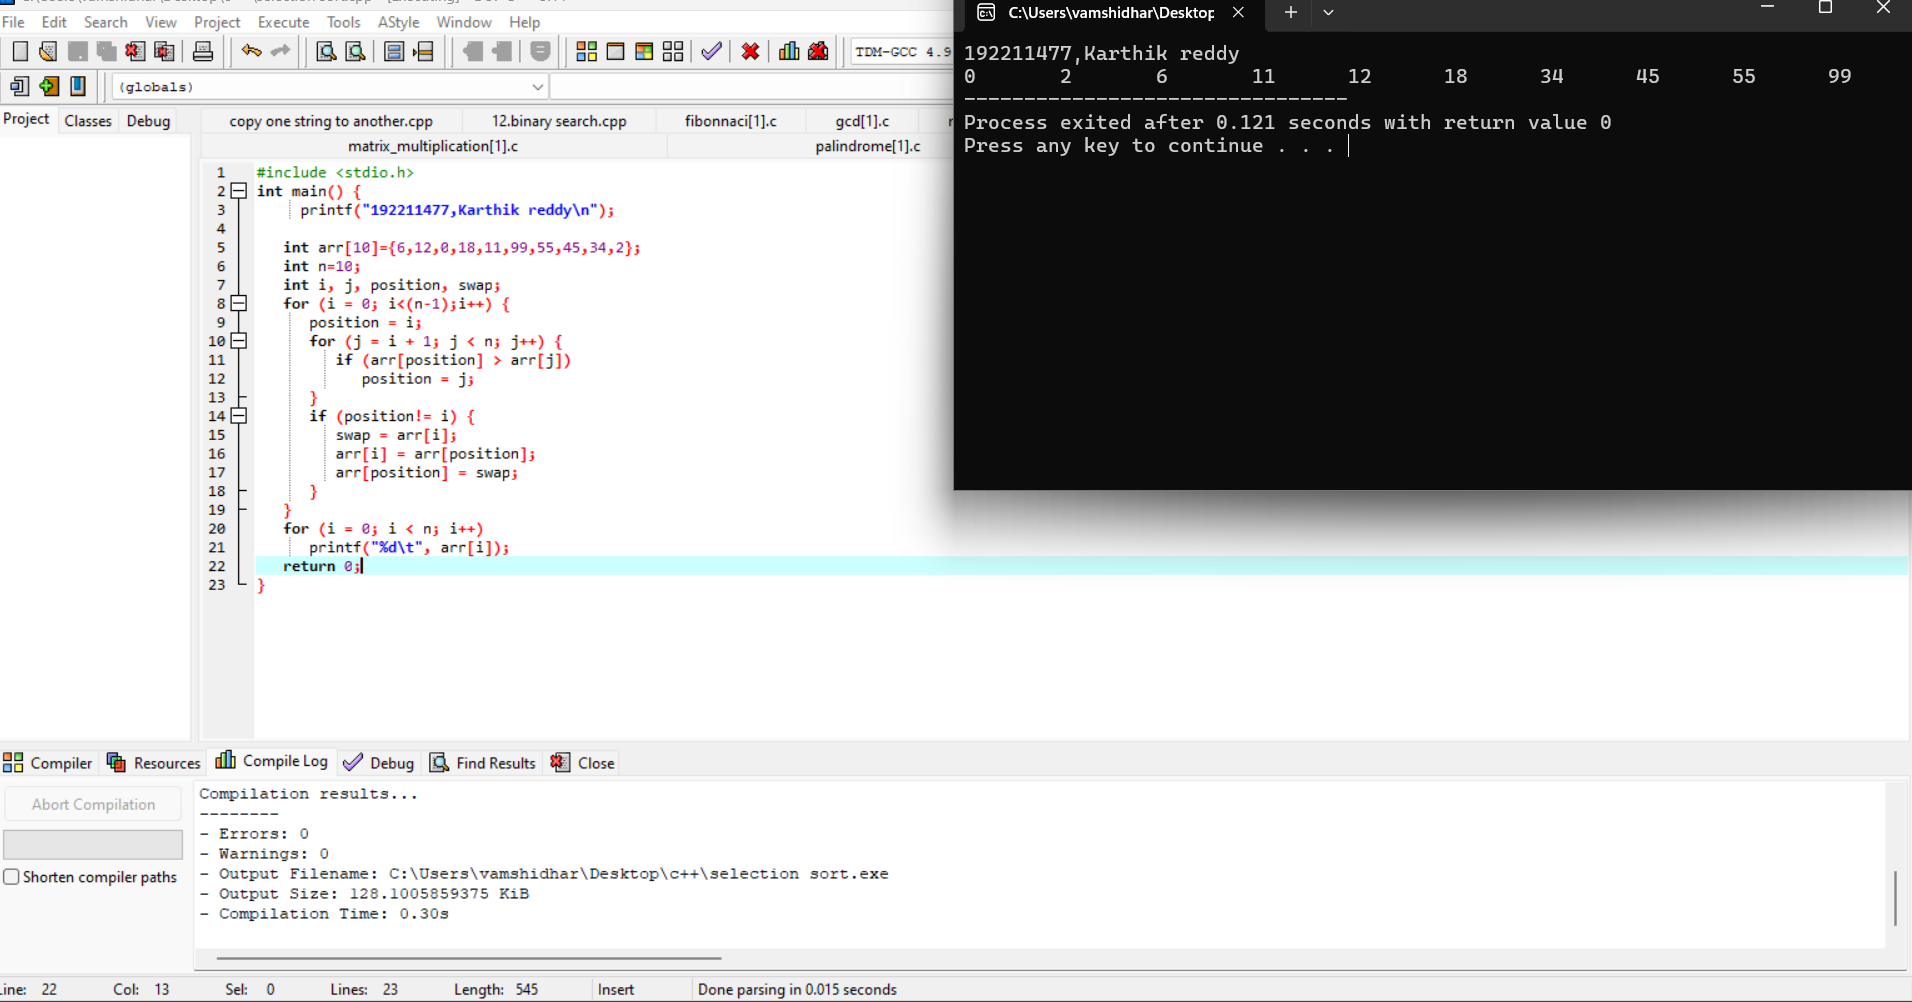 File Edit Search View Project Execute Tools AStyle Window Help
TDM-GCC 4.9
(globals)
Project Classes Debug
copy one string to another.cpp 12.binary search.cpp fibonnaci[1].c gcd[1].c
matrix_multiplication[1].c palindrome[1].c
1 #include <stdio.h>
2 int main() {
3 printf("192211477,Karthik reddy\n");
4
5 int arr[10]={6,12,0,18,11,99,55,45,34,2};
6 int n=10;
7 int i, j, position, swap;
8 for (i = 0; i<(n-1);i++) {
9 position = i;
10 for (j = i + 1; j < n; j++) {
11 if (arr[position] > arr[j])
12 position = j;
13 }
14 if (position!= i) {
15 swap = arr[i];
16 arr[i] = arr[position];
17 arr[position] = swap;
18 }
19 }
20 for (i = 0; i < n; i++)
21 printf("%d\t", arr[i]);
22 return 0;
23 }
C:\Users\vamshidhar\Desktop
192211477,Karthik reddy
0 2 6 11 12 18 34 45 55 99
--------------------------------
Process exited after 0.121 seconds with return value 0
Press any key to continue . . .
Compiler Resources Compile Log Debug Find Results Close
Abort Compilation
Shorten compiler paths
Compilation results...
--------
- Errors: 0
- Warnings: 0
- Output Filename: C:\Users\vamshidhar\Desktop\c++\selection sort.exe
- Output Size: 128.1005859375 KiB
- Compilation Time: 0.30s
Line: 22 Col: 13 Sel: 0 Lines: 23 Length: 545 Insert Done parsing in 0.015 seconds